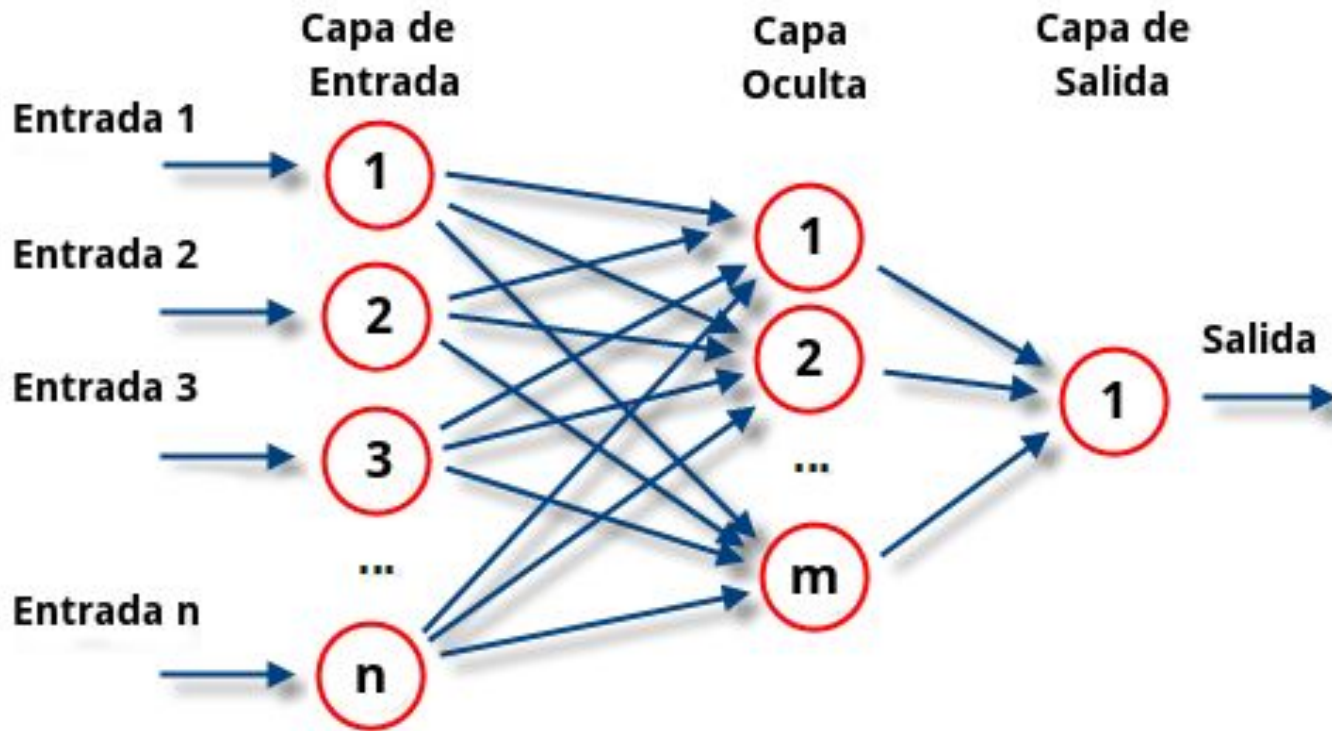 Capa de
Entrada
Capa
Oculta
Capa de
Salida
Entrada 1
1
Entrada 2
2
Entrada 3
3
...
Entrada n
n
1
2
...
m
1
Salida